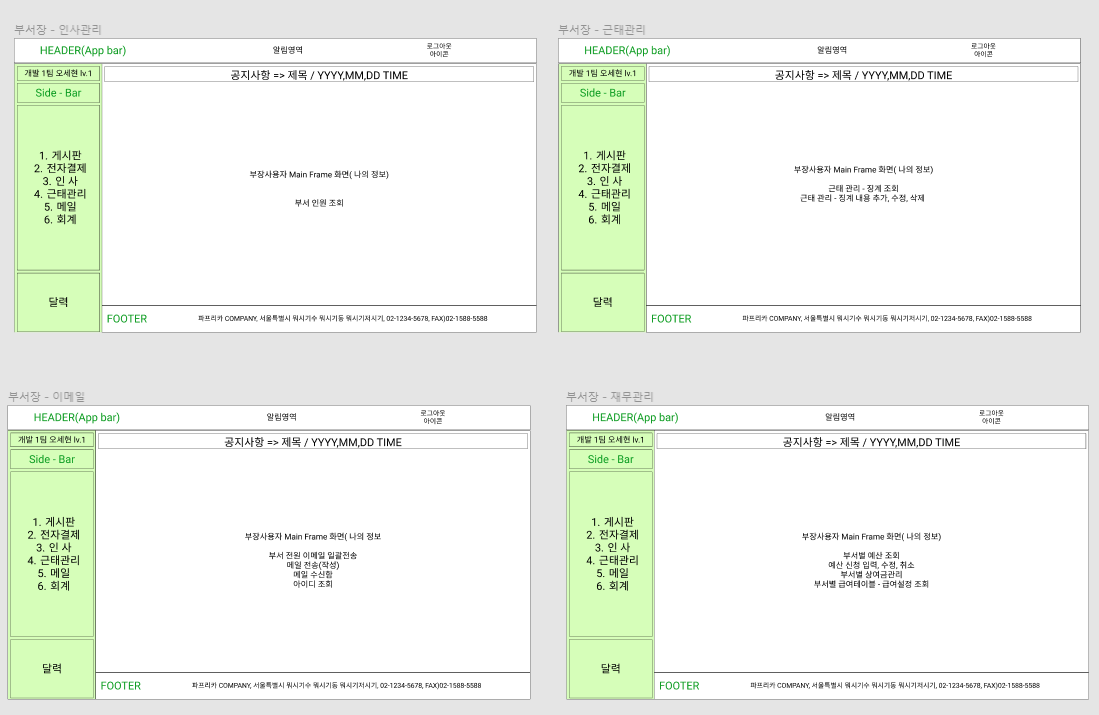 부서장 - 인사관리
HEADER(App bar)
알림영역
로그아웃
아이콘
개발 1팀 오세현 lv.1
공지사항 => 제목 / YYYY,MM,DD TIME
Side - Bar
1. 게시판
2. 전자결제
3. 인 사
4. 근태관리
5. 메일
6. 회계
달력
부장사용자 Main Frame 화면( 나의 정보)
부서 인원 조회
FOOTER
파프리카 COMPANY, 서울특별시 뭐시기수 뭐시기동 뭐시기저시기, 02-1234-5678, FAX)02-1588-5588
부서장 - 근태관리
HEADER(App bar)
알림영역
로그아웃
아이콘
개발 1팀 오세현 lv.1
공지사항 => 제목 / YYYY,MM,DD TIME
Side - Bar
1. 게시판
2. 전자결제
3. 인 사
4. 근태관리
5. 메일
6. 회계
달력
부장사용자 Main Frame 화면( 나의 정보)
근태 관리 - 징계 조회
근태 관리 - 징계 내용 추가, 수정, 삭제
FOOTER
파프리카 COMPANY, 서울특별시 뭐시기수 뭐시기동 뭐시기저시기, 02-1234-5678, FAX)02-1588-5588
부서장 - 이메일
HEADER(App bar)
알림영역
로그아웃
아이콘
개발 1팀 오세현 lv.1
공지사항 => 제목 / YYYY,MM,DD TIME
Side - Bar
1. 게시판
2. 전자결제
3. 인 사
4. 근태관리
5. 메일
6. 회계
달력
부장사용자 Main Frame 화면( 나의 정보
부서 전원 이메일 일괄전송
메일 전송(작성)
메일 수신함
아이디 조회
FOOTER
파프리카 COMPANY, 서울특별시 뭐시기수 뭐시기동 뭐시기저시기, 02-1234-5678, FAX)02-1588-5588
부서장 - 재무관리
HEADER(App bar)
알림영역
로그아웃
아이콘
개발 1팀 오세현 lv.1
공지사항 => 제목 / YYYY,MM,DD TIME
Side - Bar
1. 게시판
2. 전자결제
3. 인 사
4. 근태관리
5. 메일
6. 회계
달력
부장사용자 Main Frame 화면( 나의 정보)
부서별 예산 조회
예산 신청 입력, 수정, 취소
부서별 상여금관리
부서별 급여테이블 - 급여설정 조회
FOOTER
파프리카 COMPANY, 서울특별시 뭐시기수 뭐시기동 뭐시기저시기, 02-1234-5678, FAX)02-1588-5588